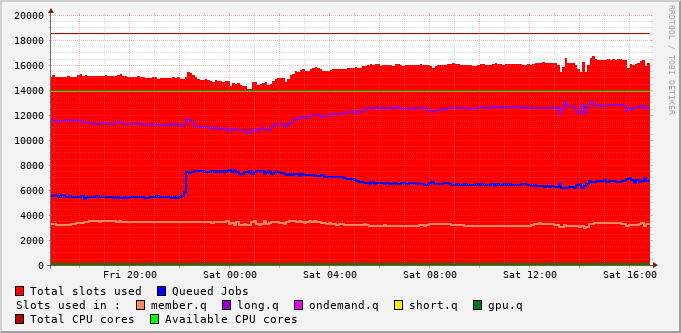 20000
18000
16000
14000
12000
10000
8000
6000
4000
2000
0
Fri 20:00 Sat 00:00 Sat 04:00 Sat 08:00 Sat 12:00 Sat 16:00
Total slots used Queued Jobs
Slots used in : member.q long.q ondemand.q short.q gpu.q
Total CPU cores Available CPU cores
RRDTOOL / TOBI OETIKER